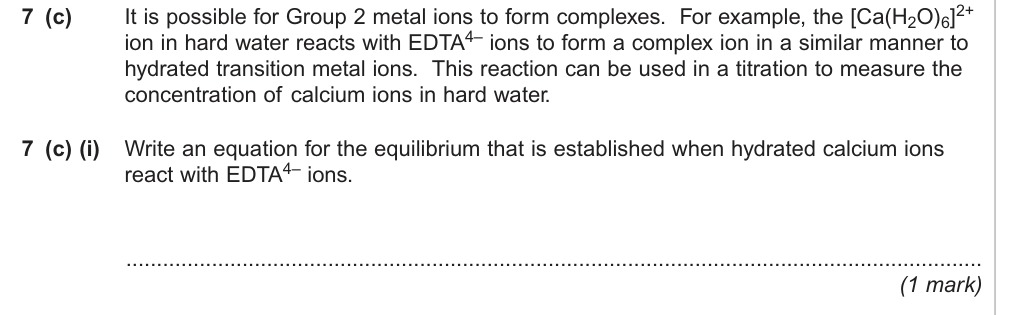 7 (c) It is possible for Group 2 metal ions to form complexes. For example, the [Ca(H₂O)₆]²⁺
ion in hard water reacts with EDTA⁴⁻ ions to form a complex ion in a similar manner to
hydrated transition metal ions. This reaction can be used in a titration to measure the
concentration of calcium ions in hard water.
7 (c) (i) Write an equation for the equilibrium that is established when hydrated calcium ions
react with EDTA⁴⁻ ions.
(1 mark)